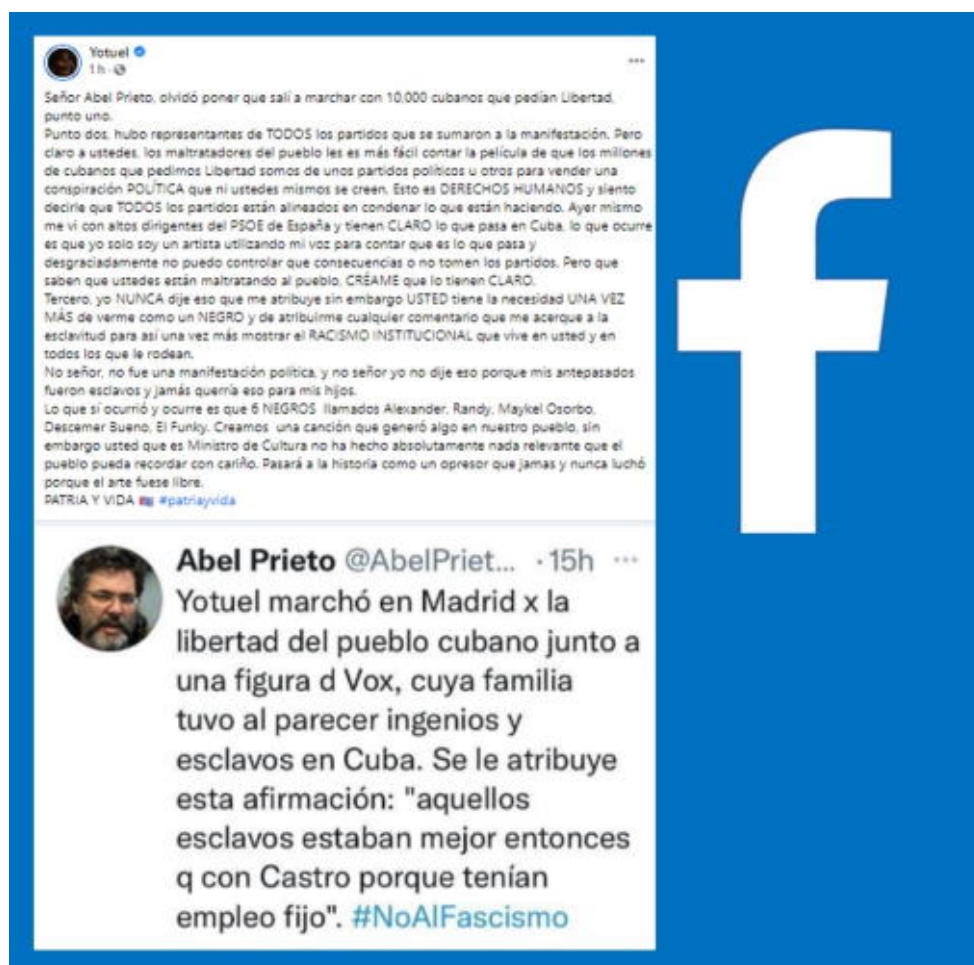 Yotuel
1 h ·
Señor Abel Prieto, olvidó poner que salí a marchar con 10,000 cubanos que pedían Libertad,
punto uno.
Punto dos, hubo representantes de TODOS los partidos que se sumaron a la manifestación. Pero
claro a ustedes, los maltratadores del pueblo les es más fácil contar la película de que los millones
de cubanos que pedimos Libertad somos de unos partidos políticos u otros para vender una
conspiración POLÍTICA que ni ustedes mismos se creen. Esto es DERECHOS HUMANOS y siento
decirle que TODOS los partidos están alineados en condenar lo que están haciendo. Ayer mismo
me vi con altos dirigentes del PSOE de España y tienen CLARO lo que pasa en Cuba, lo que ocurre
es que yo solo soy un artista utilizando mi voz para contar que es lo que pasa y
desgraciadamente no puedo controlar que consecuencias o no tomen los partidos. Pero que
saben que ustedes están maltratando al pueblo, CRÉAME que lo tienen CLARO.
Tercero, yo NUNCA dije eso que me atribuye sin embargo USTED tiene la necesidad UNA VEZ
MÁS de verme como un NEGRO y de atribuirme cualquier comentario que me acerque a la
esclavitud para así una vez más mostrar el RACISMO INSTITUCIONAL que vive en usted y en
todos los que le rodean.
No señor, no fue una manifestación política, y no señor yo no dije eso porque mis antepasados
fueron esclavos y jamás querría eso para mis hijos.
Lo que sí ocurrió y ocurre es que 6 NEGROS llamados Alexander, Randy, Maykel Osorbo,
Descemer Bueno, El Funky. Creamos una canción que generó algo en nuestro pueblo, sin
embargo usted que es Ministro de Cultura no ha hecho absolutamente nada relevante que el
pueblo pueda recordar con cariño. Pasará a la historia como un opresor que jamas y nunca luchó
porque el arte fuese libre.
PATRIA Y VIDA 🇨🇺 #patriayvida
Abel Prieto @AbelPriet... · 15h ···
Yotuel marchó en Madrid x la
libertad del pueblo cubano junto a
una figura d Vox, cuya familia
tuvo al parecer ingenios y
esclavos en Cuba. Se le atribuye
esta afirmación: "aquellos
esclavos estaban mejor entonces
q con Castro porque tenían
empleo fijo". #NoAlFascismo